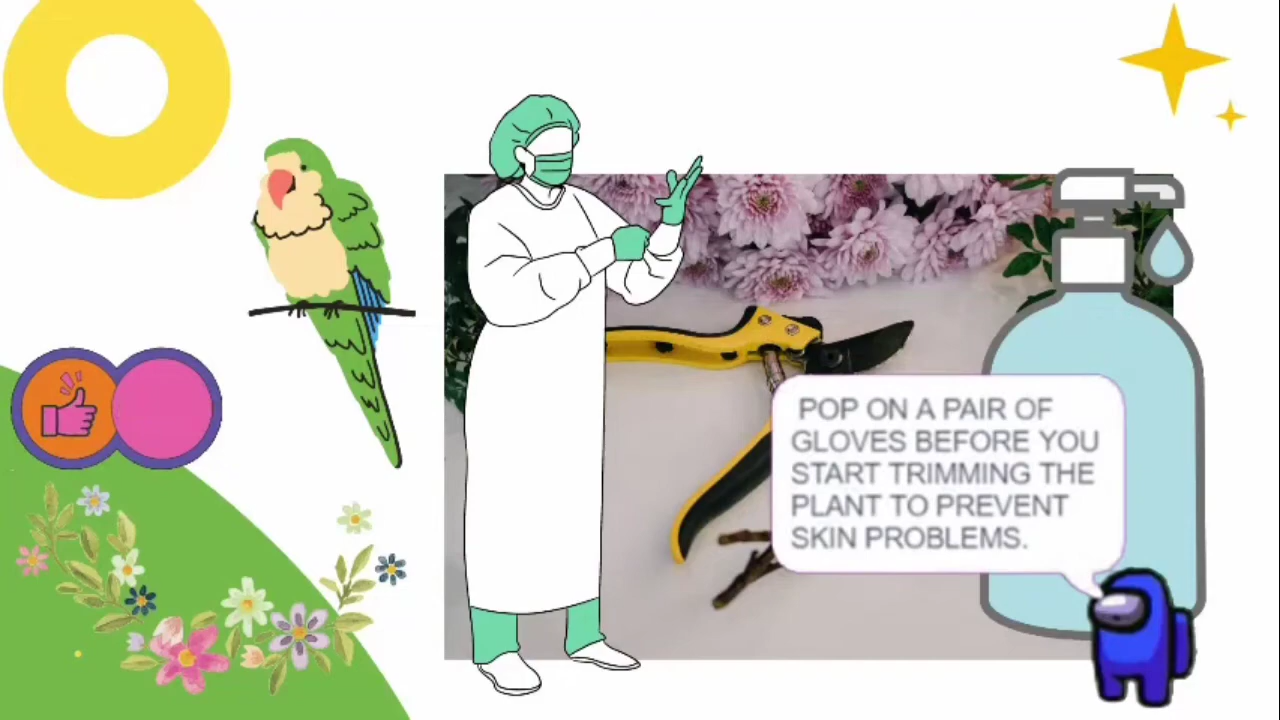 POP ON A PAIR OF
GLOVES BEFORE YOU
START TRIMMING THE
PLANT TO PREVENT
SKIN PROBLEMS.